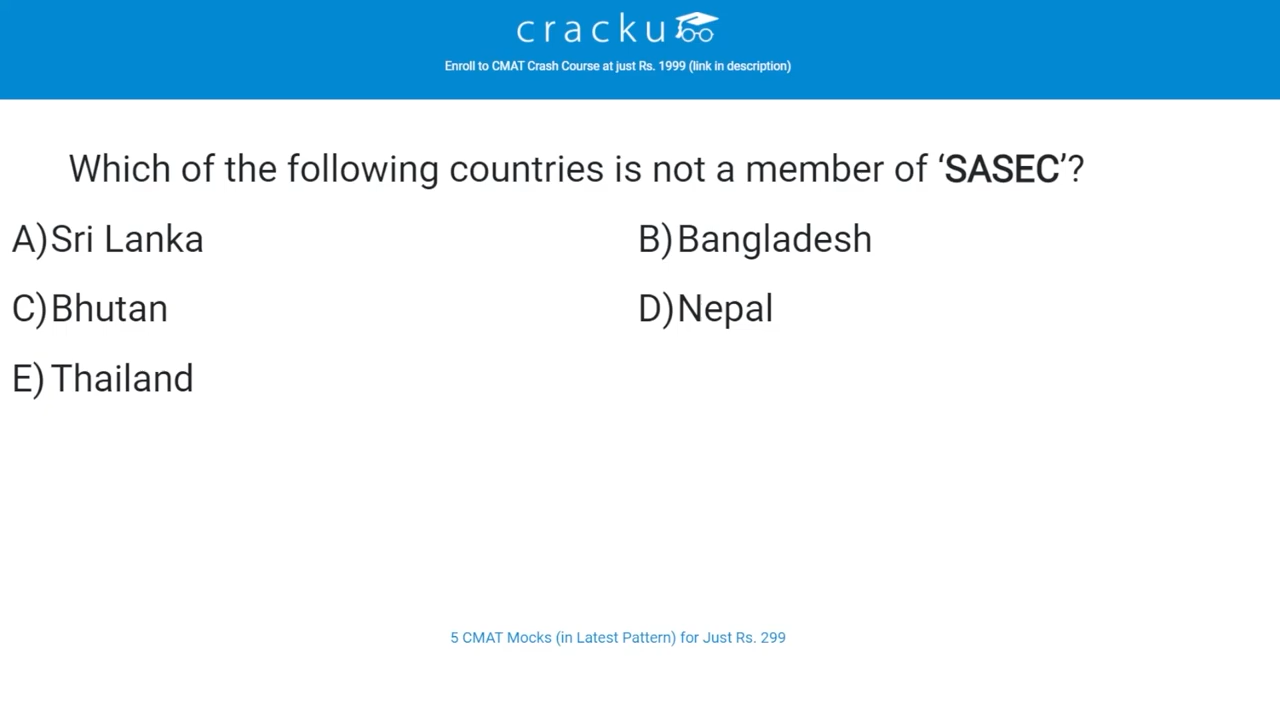 cracku
Enroll to CMAT Crash Course at just Rs. 1999 (link in description)
Which of the following countries is not a member of ‘SASEC’?
A)Sri Lanka
B)Bangladesh
C)Bhutan
D)Nepal
E)Thailand
5 CMAT Mocks (in Latest Pattern) for Just Rs. 299